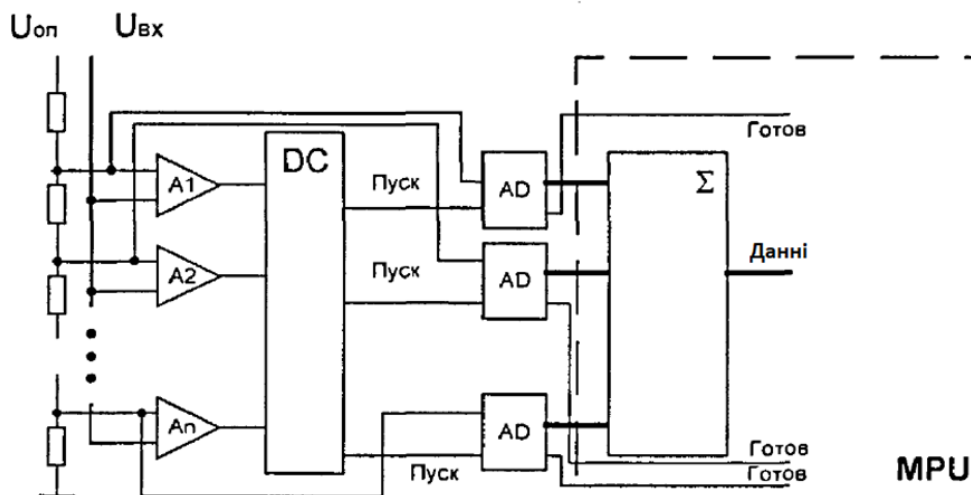 Uоп
Uвх
Готов
DC
Σ
A1
Пуск
AD
Данні
A2
Пуск
AD
An
AD
Пуск
Готов
Готов
MPU